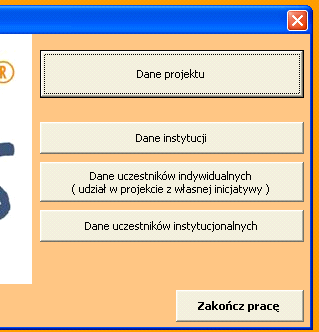 ®
Dane projektu
Dane instytucji
Dane uczestników indywidualnych
( udział w projekcie z własnej inicjatywy )
Dane uczestników instytucjonalnych
Zakończ pracę